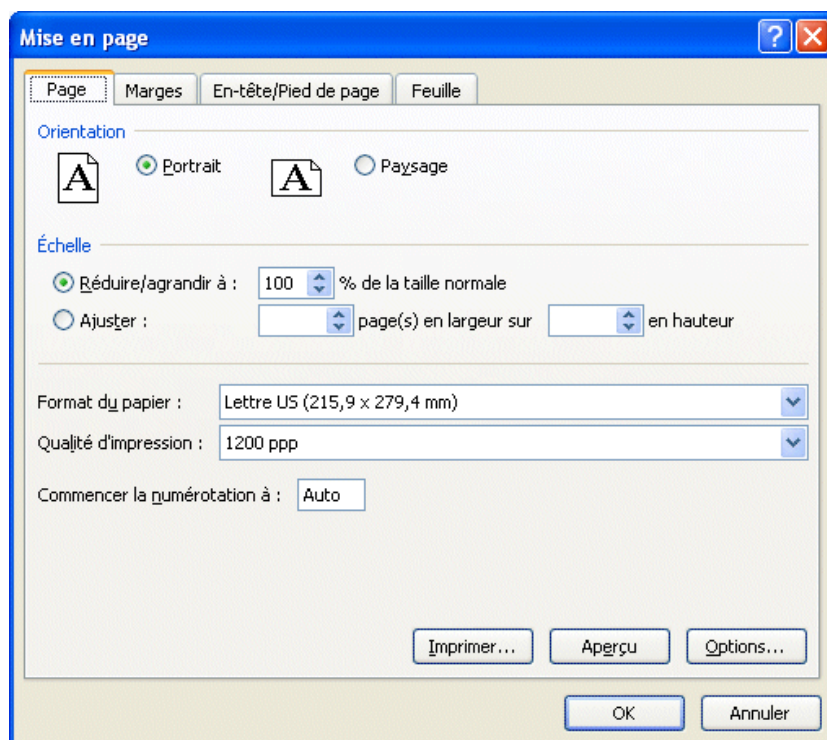 Mise en page
Page Marges En-tête/Pied de page Feuille
Orientation
A Portrait A Paysage
Échelle
Réduire/agrandir à : 100 % de la taille normale
Ajuster : page(s) en largeur sur en hauteur
Format du papier : Lettre US (215,9 x 279,4 mm)
Qualité d'impression : 1200 ppp
Commencer la numérotation à : Auto
Imprimer... Aperçu Options...
OK Annuler